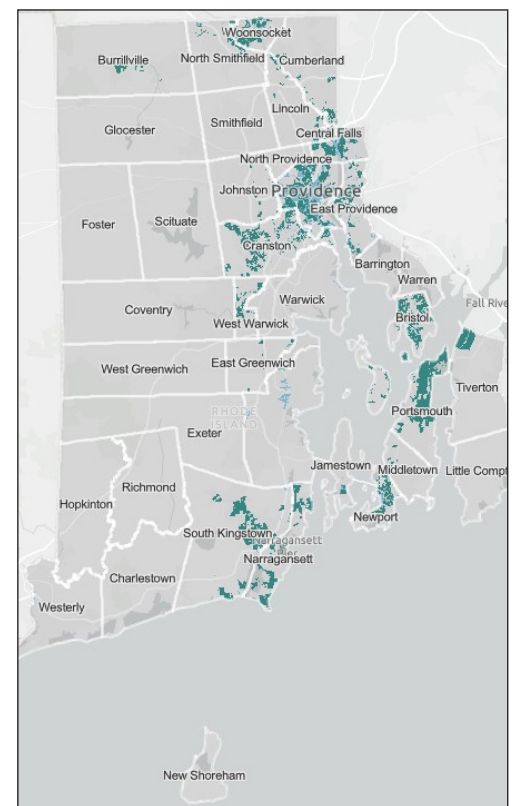 Woonsocket
Burrillville
North Smithfield
Cumberland
Lincoln
Glocester
Smithfield
Central Falls
North Providence
Johnston
Providence
East Providence
Foster
Scituate
Cranston
Barrington
Warren
Warwick
Fall Rive
Coventry
Bristol
West Warwick
West Greenwich
East Greenwich
Tiverton
RHODE
ISLAND
Portsmouth
Exeter
Jamestown
Middletown
Little Compt
Richmond
Hopkinton
Newport
South Kingstown
Narragansett
Pier
Narragansett
Charlestown
Westerly
New Shoreham